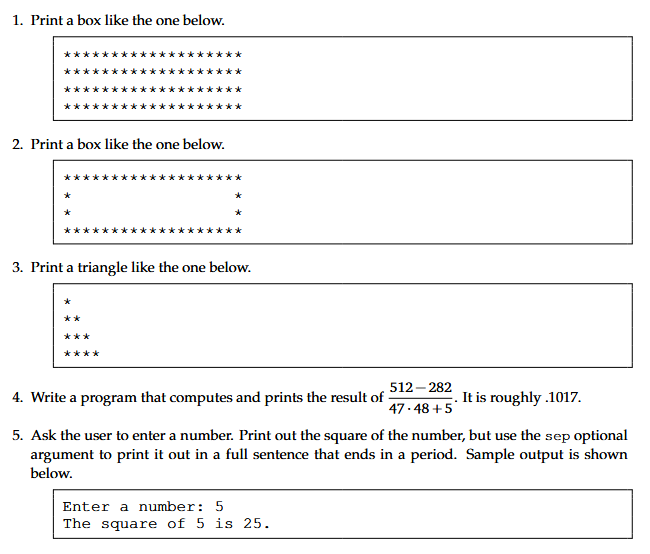 1. Print a box like the one below.
*******************
*******************
*******************
*******************
2. Print a box like the one below.
*******************
*                 *
*                 *
*******************
3. Print a triangle like the one below.
*
**
***
****
4. Write a program that computes and prints the result of (512 − 282)/(47 · 48 + 5). It is roughly .1017.
5. Ask the user to enter a number. Print out the square of the number, but use the sep optional
argument to print it out in a full sentence that ends in a period. Sample output is shown
below.
Enter a number: 5
The square of 5 is 25.